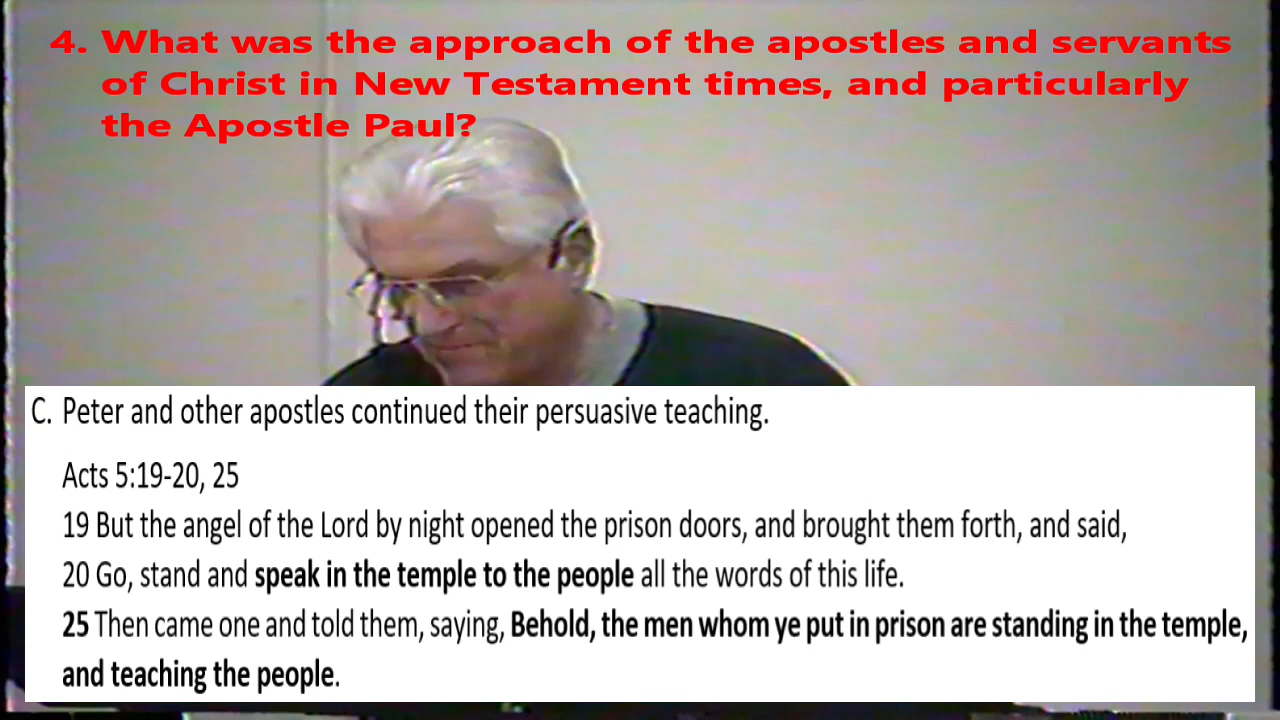 4. What was the approach of the apostles and servants
of Christ in New Testament times, and particularly
the Apostle Paul?
C. Peter and other apostles continued their persuasive teaching.
Acts 5:19-20, 25
19 But the angel of the Lord by night opened the prison doors, and brought them forth, and said,
20 Go, stand and speak in the temple to the people all the words of this life.
25 Then came one and told them, saying, Behold, the men whom ye put in prison are standing in the temple,
and teaching the people.